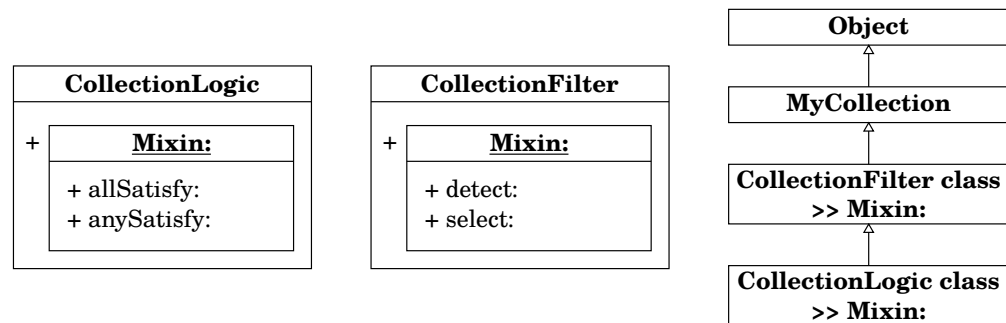 CollectionLogic
+
Mixin:
+ allSatisfy:
+ anySatisfy:
CollectionFilter
+
Mixin:
+ detect:
+ select:
Object
MyCollection
CollectionFilter class
>> Mixin:
CollectionLogic class
>> Mixin: